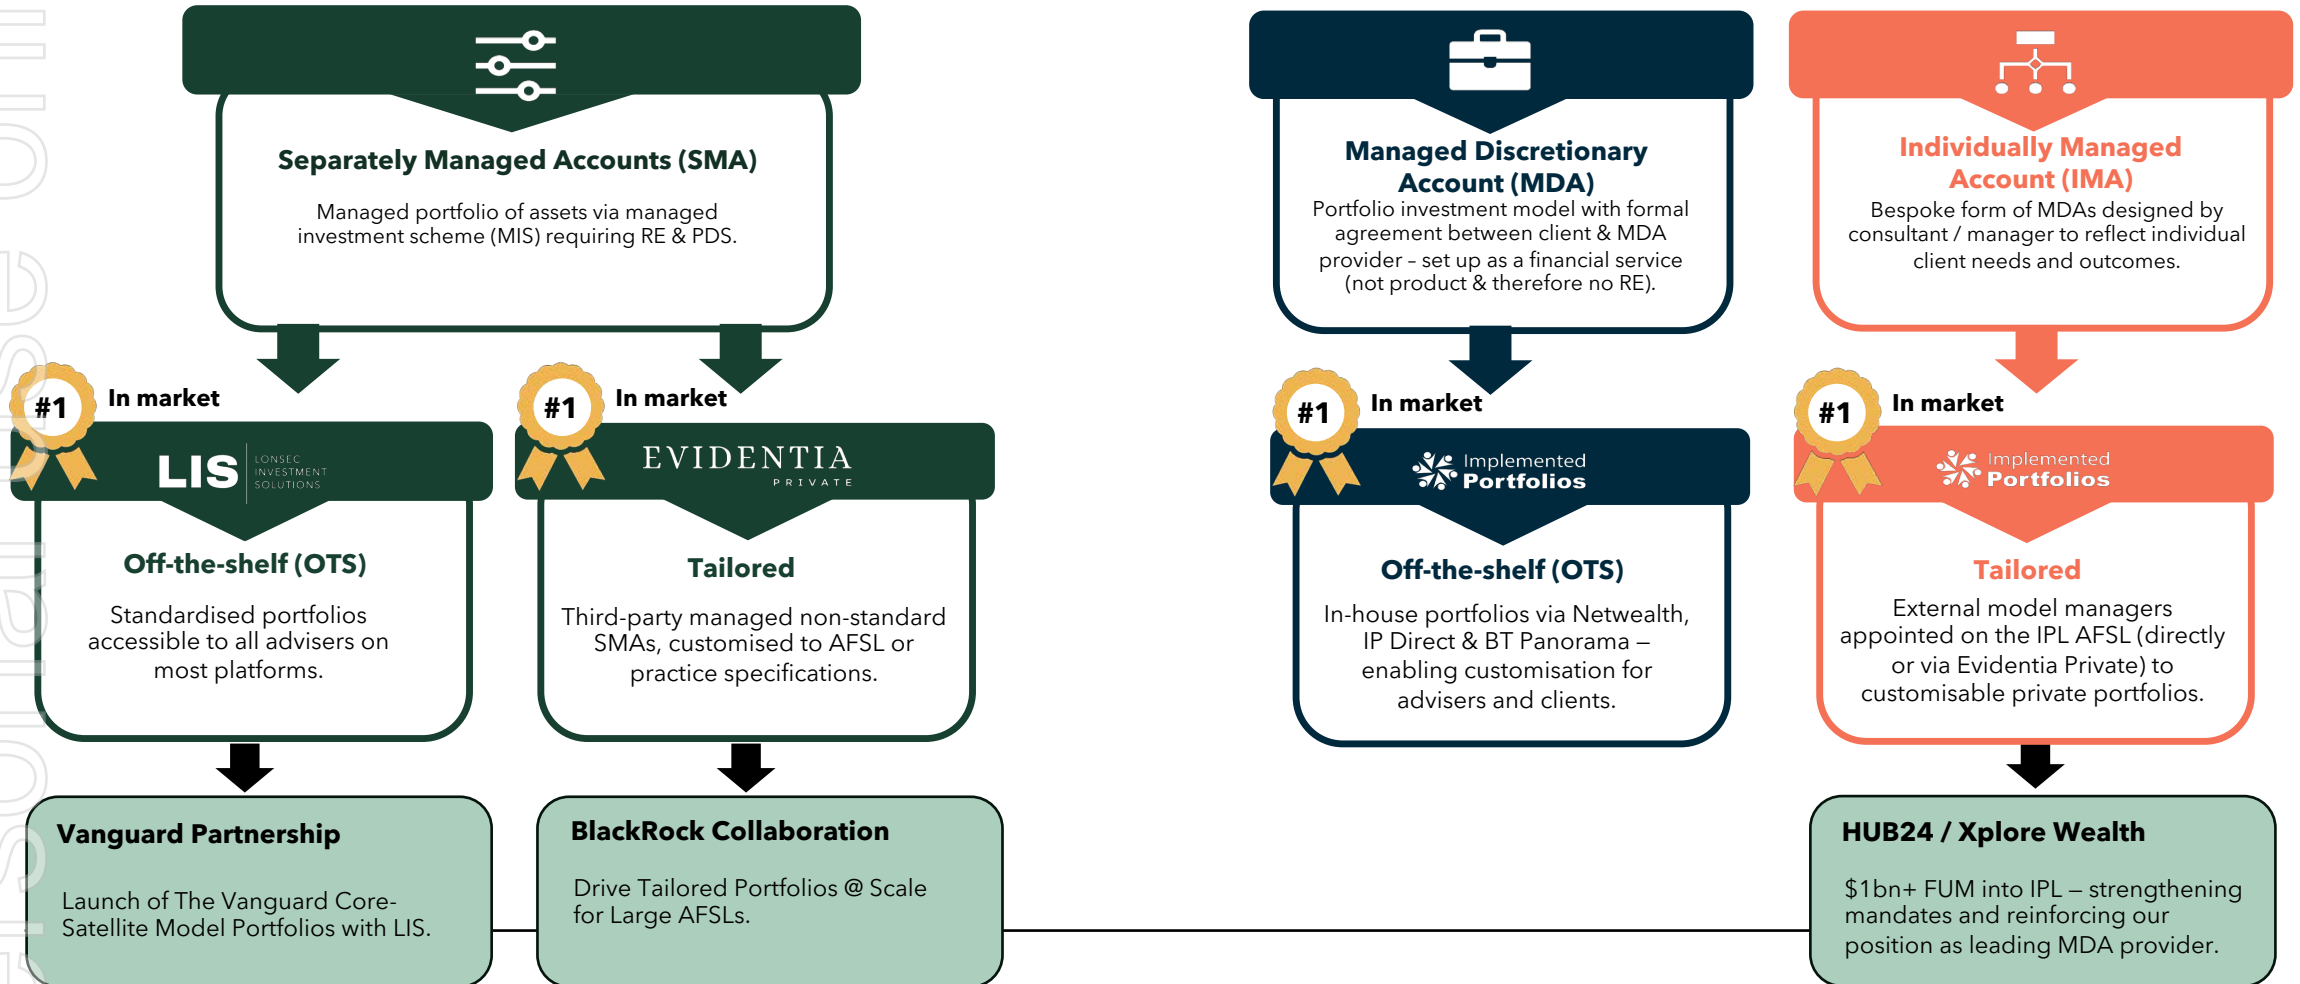 Separately Managed Accounts (SMA)
Managed portfolio of assets via managed
investment scheme (MIS) requiring RE & PDS.
Managed Discretionary
Account (MDA)
Portfolio investment model with formal
agreement between client & MDA
provider – set up as a financial service
(not product & therefore no RE).
Individually Managed
Account (IMA)
Bespoke form of MDAs designed by
consultant / manager to reflect individual
client needs and outcomes.
#1
In market
LIS
LONSEC
INVESTMENT
SOLUTIONS
Off-the-shelf (OTS)
Standardised portfolios
accessible to all advisers on
most platforms.
#1
In market
EVIDENTIA
PRIVATE
Tailored
Third-party managed non-standard
SMAs, customised to AFSL or
practice specifications.
#1
In market
Implemented
Portfolios
Off-the-shelf (OTS)
In-house portfolios via Netwealth,
IP Direct & BT Panorama —
enabling customisation for
advisers and clients.
#1
In market
Implemented
Portfolios
Tailored
External model managers
appointed on the IPL AFSL (directly
or via Evidentia Private) to
customisable private portfolios.
Vanguard Partnership
Launch of The Vanguard Core-
Satellite Model Portfolios with LIS.
BlackRock Collaboration
Drive Tailored Portfolios @ Scale
for Large AFSLs.
HUB24 / Xplore Wealth
$1bn+ FUM into IPL — strengthening
mandates and reinforcing our
position as leading MDA provider.